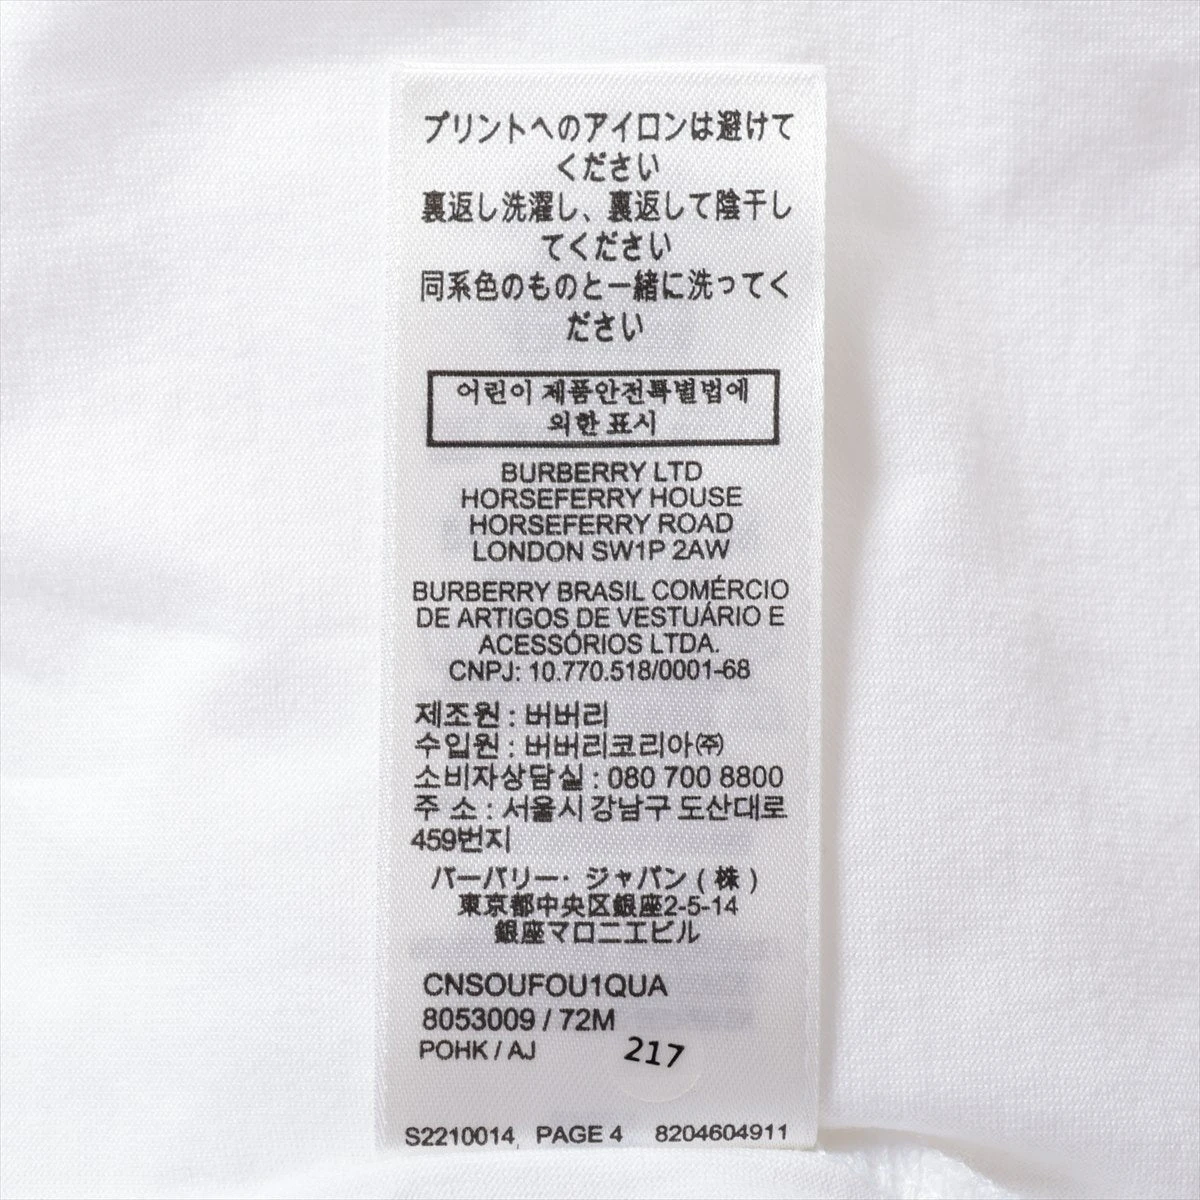 プリントへのアイロンは避けて
ください
裏返し洗濯し、裏返して陰干し
てください
同系色のものと一緒に洗ってく
ださい
어린이 제품안전특별법에
의한 표시
BURBERRY LTD
HORSEFERRY HOUSE
HORSEFERRY ROAD
LONDON SW1P 2AW
BURBERRY BRASIL COMÉRCIO
DE ARTIGOS DE VESTUÁRIO E
ACESSÓRIOS LTDA.
CNPJ: 10.770.518/0001-68
제조원 : 버버리
수입원 : 버버리코리아㈜
소비자상담실 : 080 700 8800
주 소 : 서울시 강남구 도산대로
459번지
バーバリー・ジャパン ( 株 )
東京都中央区銀座2-5-14
銀座マロニエビル
CNSOUFOU1QUA
8053009 / 72M
POHK / AJ 217
S2210014 PAGE 4 8204604911